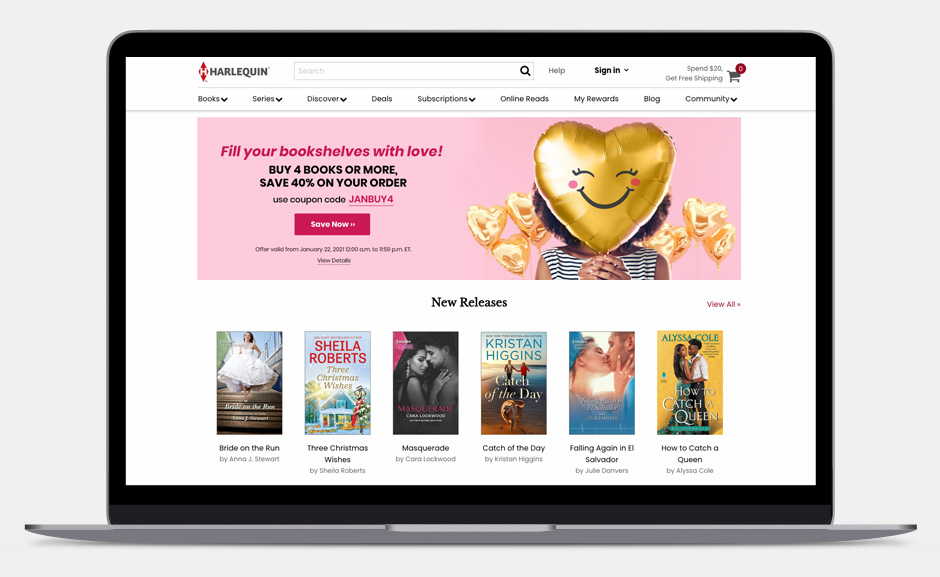 HARLEQUIN
Search
Help
Sign in
Spend $20,
Get Free Shipping
0
Books
Series
Discover
Deals
Subscriptions
Online Reads
My Rewards
Blog
Community
Fill your bookshelves with love!
BUY 4 BOOKS OR MORE,
SAVE 40% ON YOUR ORDER
use coupon code JANBUY4
Save Now ››
Offer valid from January 22, 2021 12:00 a.m. to 11:59 p.m. ET.
View Details
New Releases
View All »
Bride on the Run
SHEILA
ROBERTS
Three
Christmas
Wishes
MASQUERADE
CARA LOCKWOOD
KRISTAN
HIGGINS
Catch
of the Day
Falling Again in
El Salvador
ALYSSA COLE
HOW TO
CATCH A
QUEEN
Bride on the Run
by Anna J. Stewart
Three Christmas
Wishes
by Sheila Roberts
Masquerade
by Cara Lockwood
Catch of the Day
by Kristan Higgins
Falling Again in El
Salvador
by Julie Danvers
How to Catch a
Queen
by Alyssa Cole